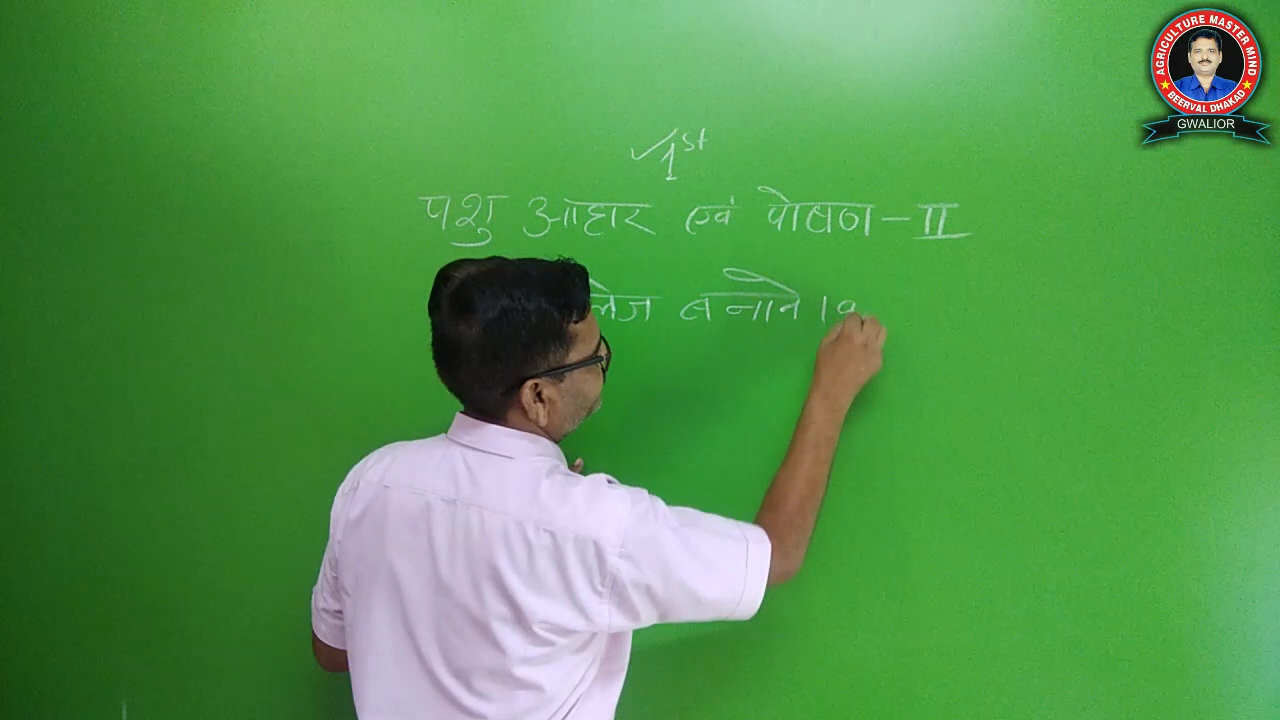 AGRICULTURE MASTER MIND
BEERVAL DHAKAD
GWALIOR
✓1st
पशु आहार एवं पोषण - II
लेज बनाने